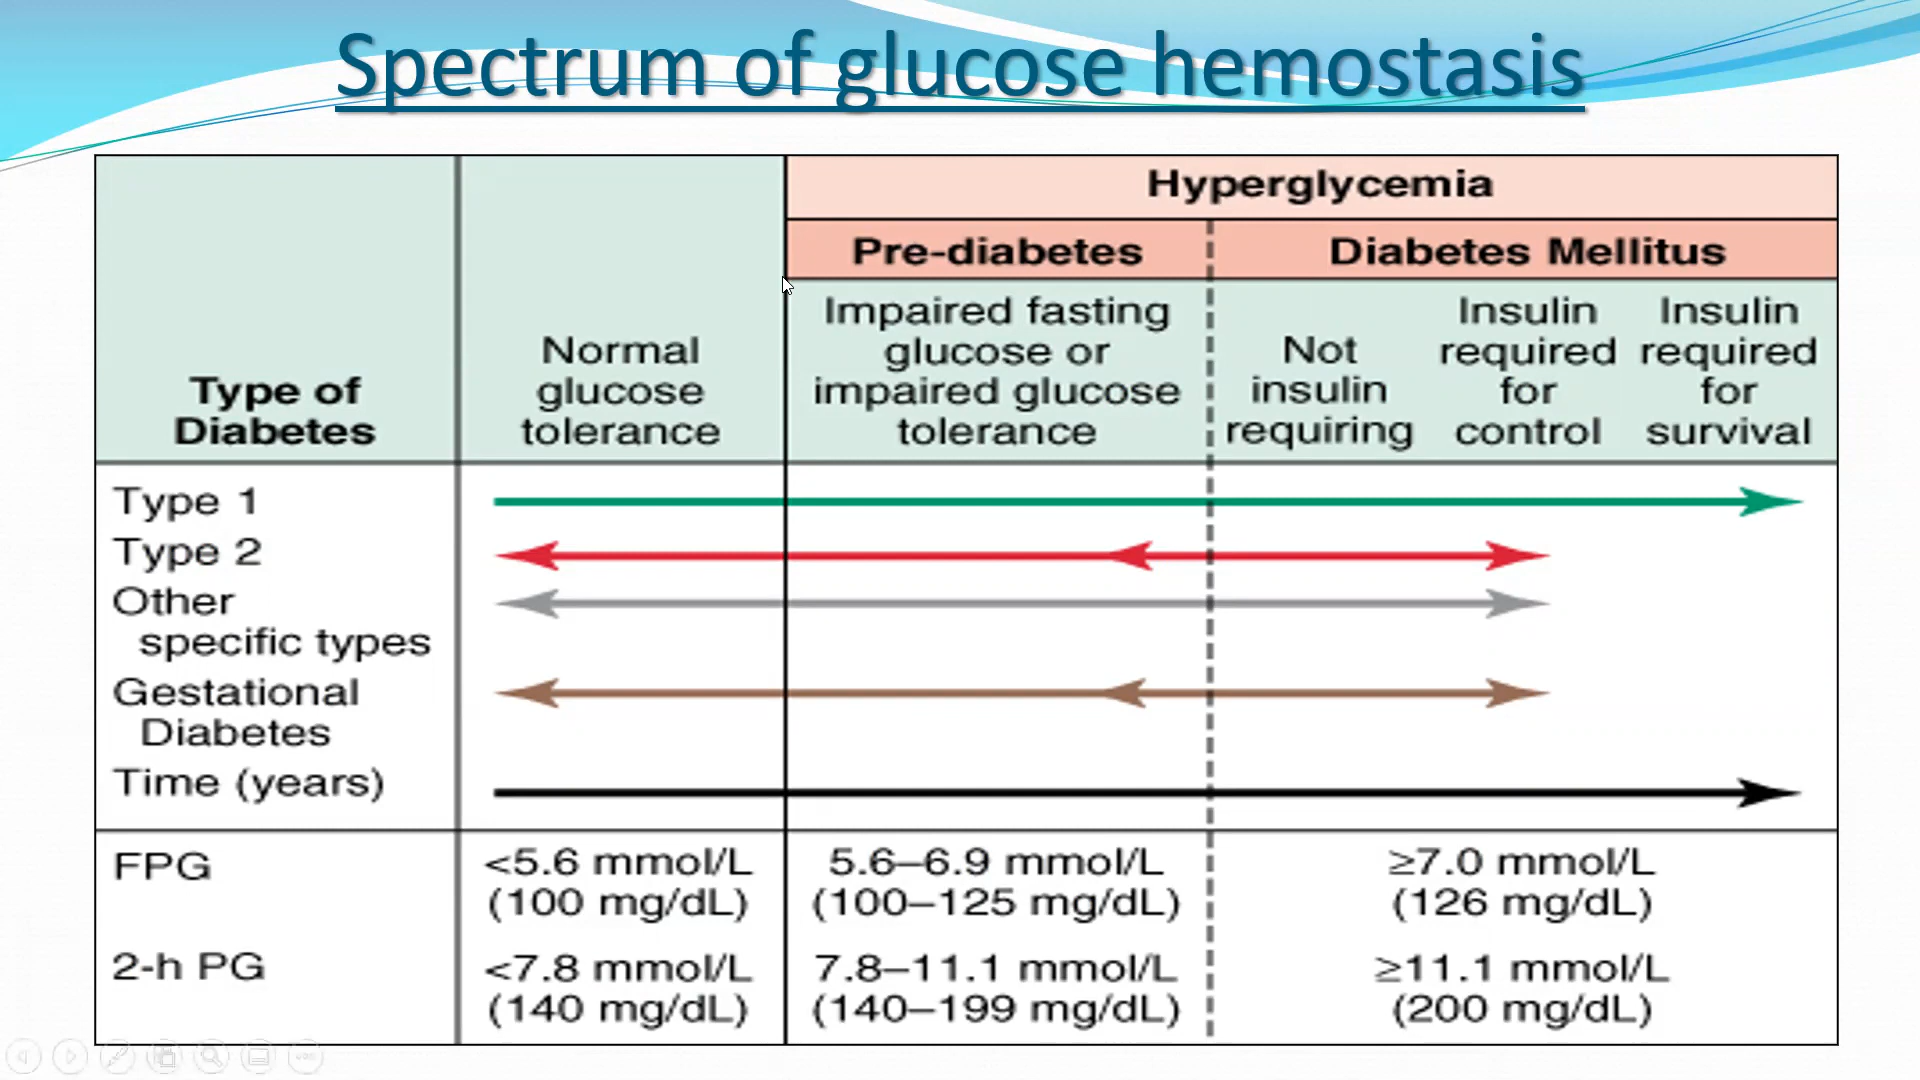 Spectrum of glucose hemostasis
Hyperglycemia
Pre-diabetes
Diabetes Mellitus
Type of
Diabetes
Normal
glucose
tolerance
Impaired fasting
glucose or
impaired glucose
tolerance
Not
insulin
requiring
Insulin
required
for
control
Insulin
required
for
survival
Type 1
Type 2
Other
specific types
Gestational
Diabetes
Time (years)
FPG
<5.6 mmol/L
(100 mg/dL)
5.6–6.9 mmol/L
(100–125 mg/dL)
≥7.0 mmol/L
(126 mg/dL)
2-h PG
<7.8 mmol/L
(140 mg/dL)
7.8–11.1 mmol/L
(140–199 mg/dL)
≥11.1 mmol/L
(200 mg/dL)